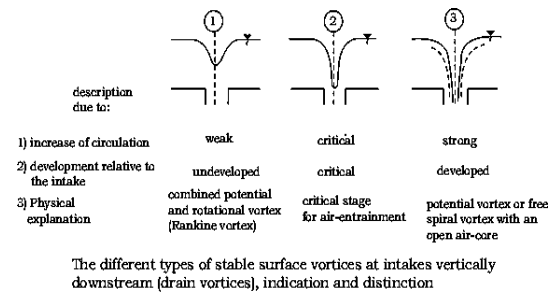 1 2 3
description
due to:
1) increase of circulation weak critical strong
2) development relative to
the intake undeveloped critical developed
3) Physical
explanation
combined potential
and rotational vortex
(Rankine vortex)
critical stage
for air-entrainment
potential vortex or free
spiral vortex with an
open air-core
The different types of stable surface vortices at intakes vertically
downstream (drain vortices), indication and distinction